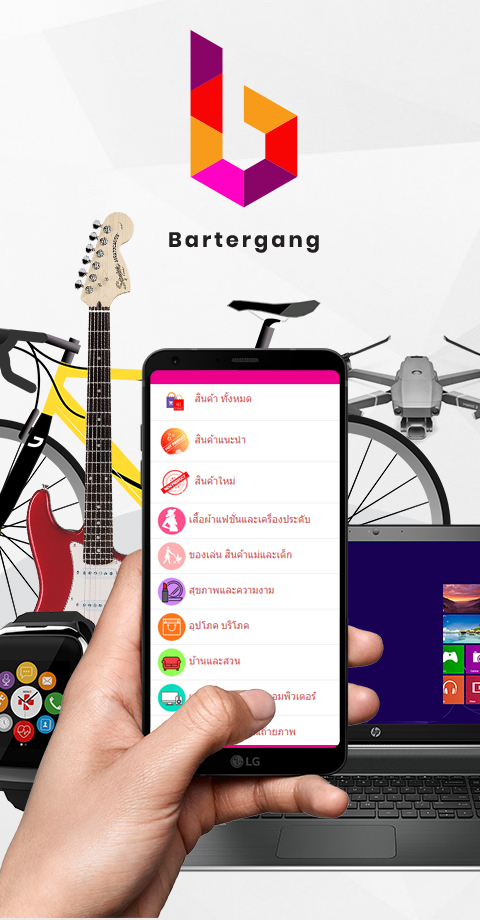 Bartergang
สินค้า ทั้งหมด
สินค้าแนะนำ
สินค้าใหม่
เสื้อผ้าแฟชั่นและเครื่องประดับ
ของเล่น สินค้าแม่และเด็ก
สุขภาพและความงาม
อุปโภค บริโภค
บ้านและสวน
อมพิวเตอร์
ถ่ายภาพ
LG
hp